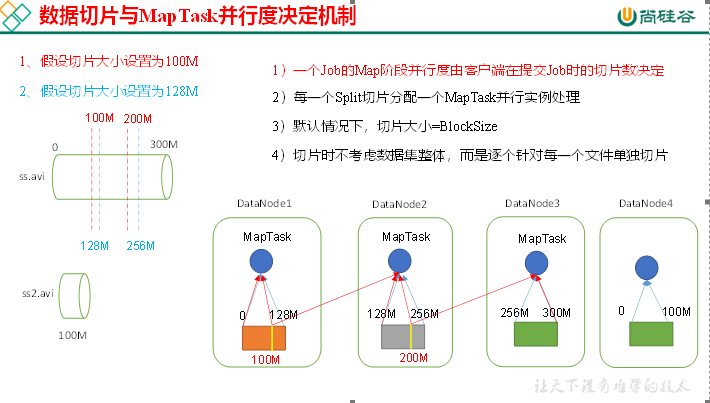 数据切片与MapTask并行度决定机制
尚硅谷
1、假设切片大小设置为100M
2、假设切片大小设置为128M
1）一个Job的Map阶段并行度由客户端在提交Job时的切片数决定
2）每一个Split切片分配一个MapTask并行实例处理
3）默认情况下，切片大小=BlockSize
4）切片时不考虑数据集整体，而是逐个针对每一个文件单独切片
100M 200M
0 300M
ss.avi
128M 256M
ss2.avi
100M
DataNode1 DataNode2 DataNode3 DataNode4
MapTask MapTask MapTask
0 128M 128M 256M 256M 300M 0 100M
100M 200M
让天下没有难学的技术